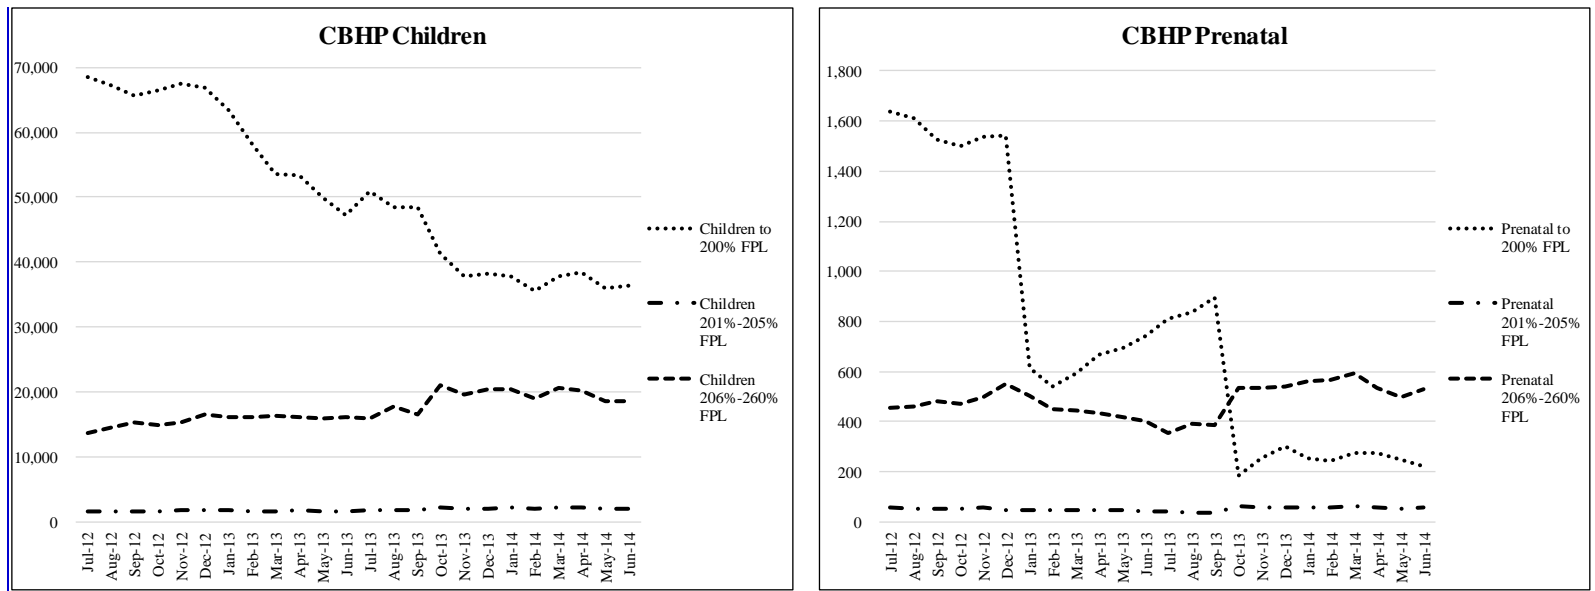 CBHP Children
70,000
60,000
50,000
40,000
30,000
20,000
10,000
0
Jul-12
Aug-12
Sep-12
Oct-12
Nov-12
Dec-12
Jan-13
Feb-13
Mar-13
Apr-13
May-13
Jun-13
Jul-13
Aug-13
Sep-13
Oct-13
Nov-13
Dec-13
Jan-14
Feb-14
Mar-14
Apr-14
May-14
Jun-14
Children to
200% FPL
Children
201%-205%
FPL
Children
206%-260%
FPL
CBHP Prenatal
1,800
1,600
1,400
1,200
1,000
800
600
400
200
0
Jul-12
Aug-12
Sep-12
Oct-12
Nov-12
Dec-12
Jan-13
Feb-13
Mar-13
Apr-13
May-13
Jun-13
Jul-13
Aug-13
Sep-13
Oct-13
Nov-13
Dec-13
Jan-14
Feb-14
Mar-14
Apr-14
May-14
Jun-14
Prenatal to
200% FPL
Prenatal
201%-205%
FPL
Prenatal
206%-260%
FPL